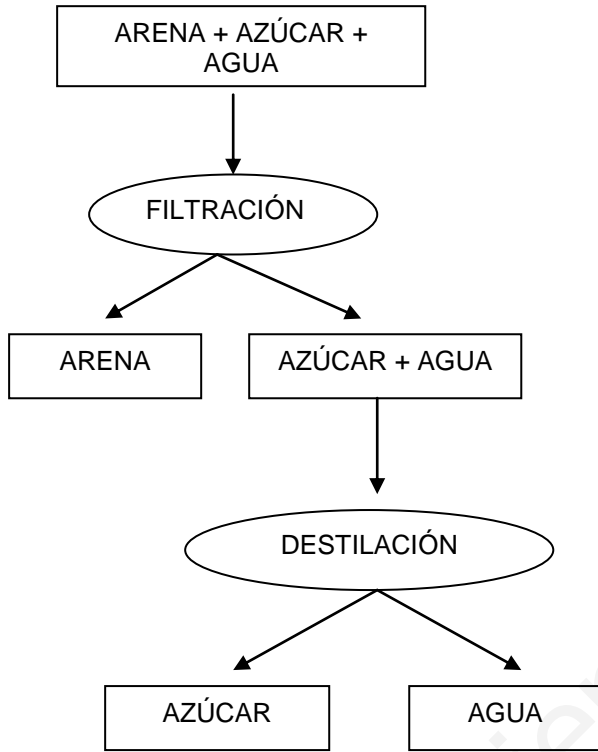 ARENA + AZÚCAR +
AGUA
FILTRACIÓN
ARENA
AZÚCAR + AGUA
DESTILACIÓN
AZÚCAR
AGUA